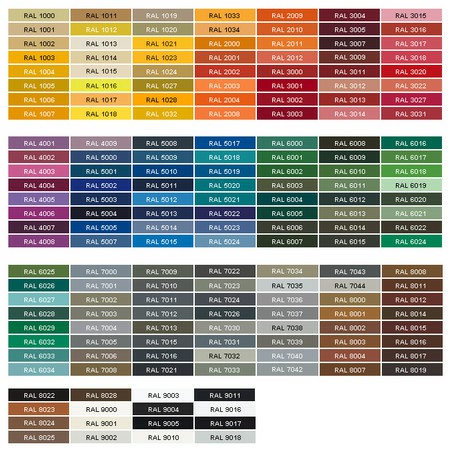 RAL 1000 RAL 1011 RAL 1019 RAL 1033 RAL 2009 RAL 3004 RAL 3015
RAL 1001 RAL 1012 RAL 1020 RAL 1034 RAL 2010 RAL 3005 RAL 3016
RAL 1002 RAL 1013 RAL 1021 RAL 2000 RAL 2011 RAL 3007 RAL 3017
RAL 1003 RAL 1014 RAL 1023 RAL 2001 RAL 2012 RAL 3009 RAL 3018
RAL 1004 RAL 1015 RAL 1024 RAL 2002 RAL 3000 RAL 3011 RAL 3020
RAL 1005 RAL 1016 RAL 1027 RAL 2003 RAL 3001 RAL 3012 RAL 3022
RAL 1006 RAL 1017 RAL 1028 RAL 2004 RAL 3002 RAL 3013 RAL 3027
RAL 1007 RAL 1018 RAL 1032 RAL 2008 RAL 3003 RAL 3014 RAL 3031
RAL 4001 RAL 4009 RAL 5008 RAL 5017 RAL 6000 RAL 6008 RAL 6016
RAL 4002 RAL 5000 RAL 5009 RAL 5018 RAL 6001 RAL 6009 RAL 6017
RAL 4003 RAL 5001 RAL 5010 RAL 5019 RAL 6002 RAL 6010 RAL 6018
RAL 4004 RAL 5002 RAL 5011 RAL 5020 RAL 6003 RAL 6011 RAL 6019
RAL 4005 RAL 5003 RAL 5012 RAL 5021 RAL 6004 RAL 6012 RAL 6020
RAL 4006 RAL 5004 RAL 5013 RAL 5022 RAL 6005 RAL 6013 RAL 6021
RAL 4007 RAL 5005 RAL 5014 RAL 5023 RAL 6006 RAL 6014 RAL 6022
RAL 4008 RAL 5007 RAL 5015 RAL 5024 RAL 6007 RAL 6015 RAL 6024
RAL 6025 RAL 7000 RAL 7009 RAL 7022 RAL 7034 RAL 7043 RAL 8008
RAL 6026 RAL 7001 RAL 7010 RAL 7023 RAL 7035 RAL 7044 RAL 8011
RAL 6027 RAL 7002 RAL 7011 RAL 7024 RAL 7036 RAL 8000 RAL 8012
RAL 6028 RAL 7003 RAL 7012 RAL 7026 RAL 7037 RAL 8001 RAL 8014
RAL 6029 RAL 7004 RAL 7013 RAL 7030 RAL 7038 RAL 8002 RAL 8015
RAL 6032 RAL 7005 RAL 7015 RAL 7031 RAL 7039 RAL 8003 RAL 8016
RAL 6033 RAL 7006 RAL 7016 RAL 7032 RAL 7040 RAL 8004 RAL 8017
RAL 6034 RAL 7008 RAL 7021 RAL 7033 RAL 7042 RAL 8007 RAL 8019
RAL 8022 RAL 8028 RAL 9003 RAL 9011
RAL 8023 RAL 9000 RAL 9004 RAL 9016
RAL 8024 RAL 9001 RAL 9005 RAL 9017
RAL 8025 RAL 9002 RAL 9010 RAL 9018